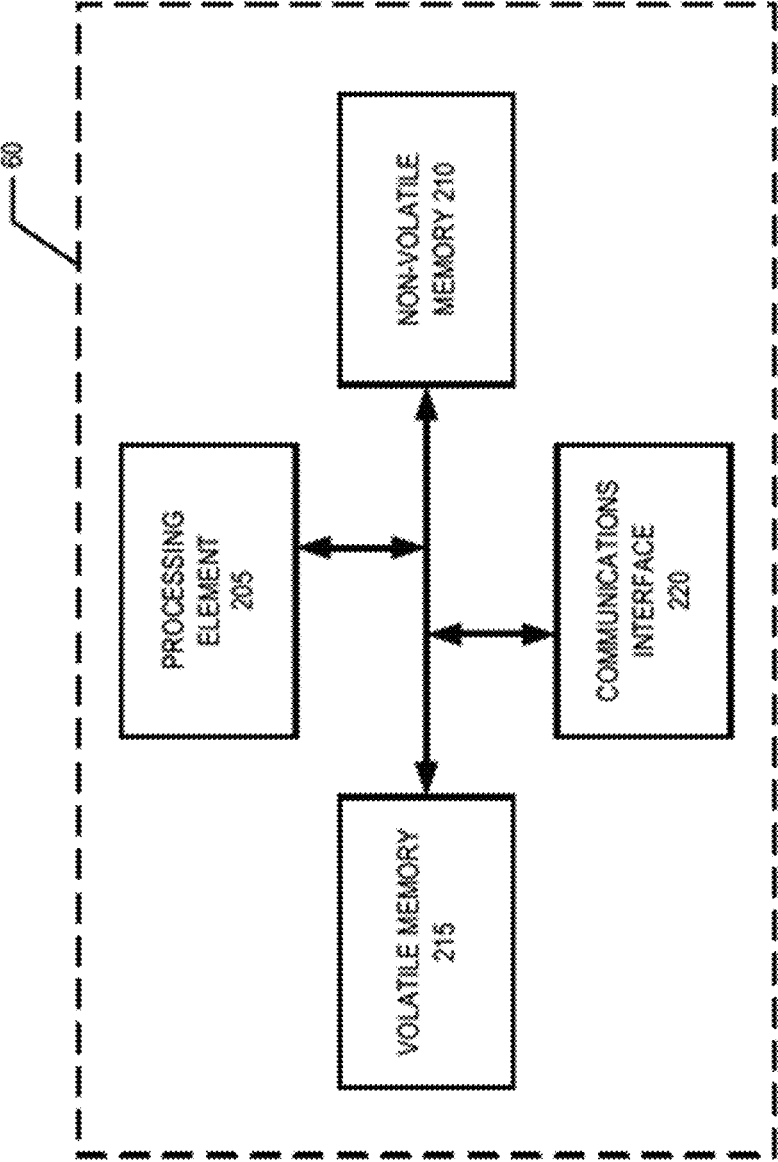 60
PROCESSING
ELEMENT
205
VOLATILE MEMORY
215
NON-VOLATILE
MEMORY 210
COMMUNICATIONS
INTERFACE
220